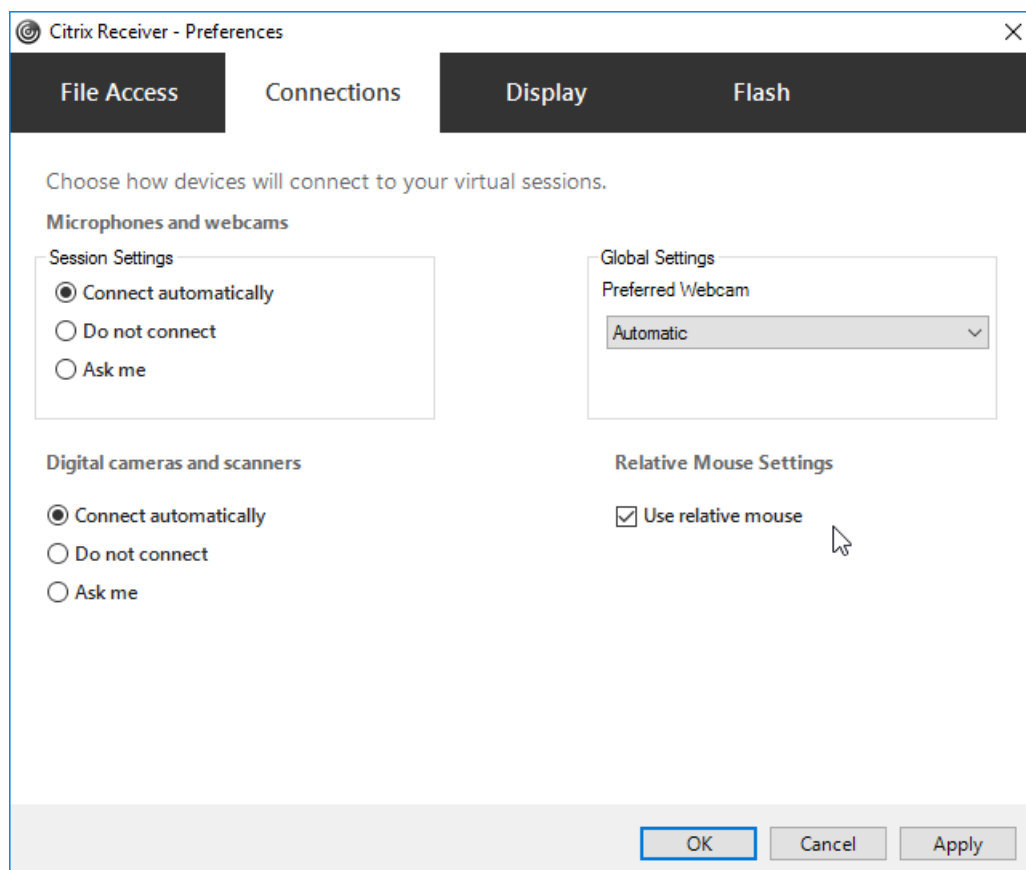 Citrix Receiver - Preferences
File Access
Connections
Display
Flash
Choose how devices will connect to your virtual sessions.
Microphones and webcams
Session Settings
Connect automatically
Do not connect
Ask me
Global Settings
Preferred Webcam
Automatic
Digital cameras and scanners
Connect automatically
Do not connect
Ask me
Relative Mouse Settings
Use relative mouse
OK
Cancel
Apply